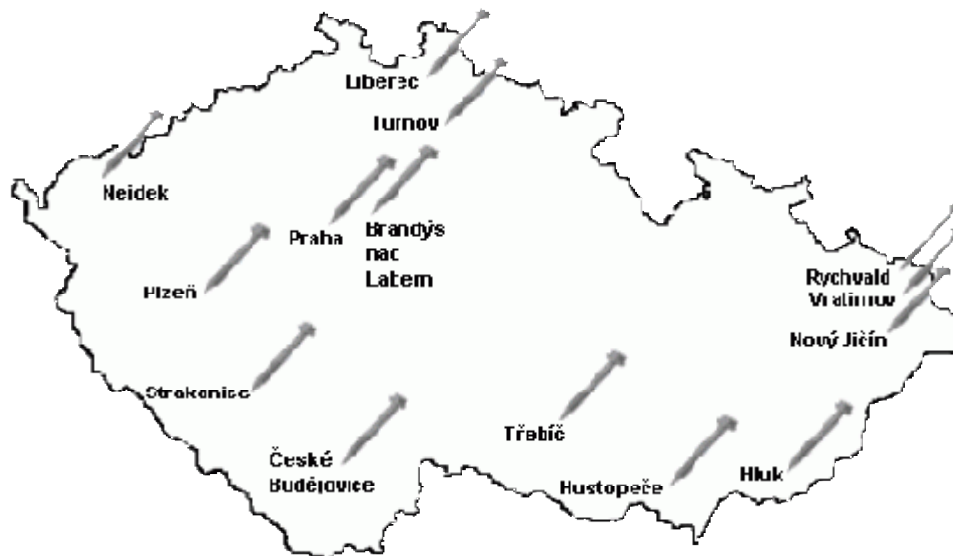 Liberec
Turnov
Nejdek
Praha
Brandýs
nad
Labem
Plzeň
Rychvald
Vratimov
Nový Jičín
Strakonice
Třebíč
České
Budějovice
Hustopeče
Hluk